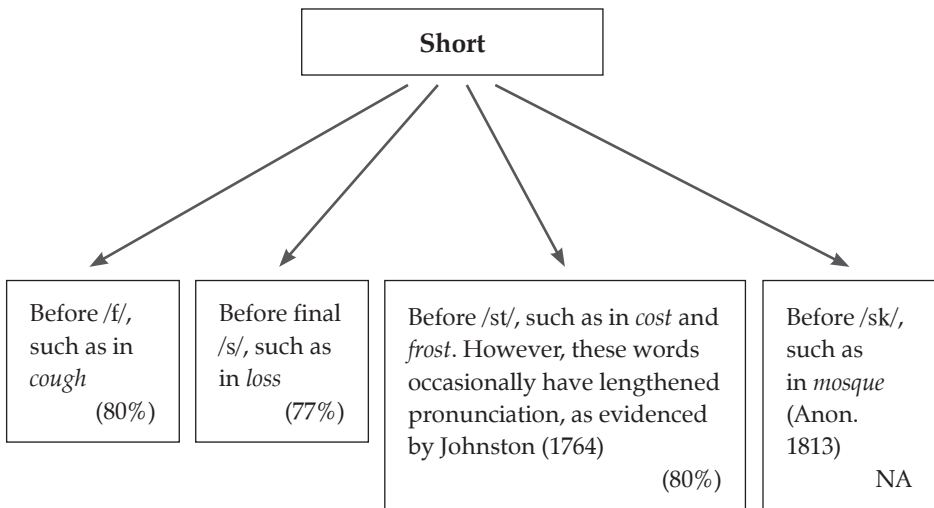 Short
Before /f/,
such as in
cough
(80%)
Before final
/s/, such as
in loss
(77%)
Before /st/, such as in cost and
frost. However, these words
occasionally have lengthened
pronunciation, as evidenced
by Johnston (1764)
(80%)
Before /sk/,
such as
in mosque
(Anon.
1813)
NA